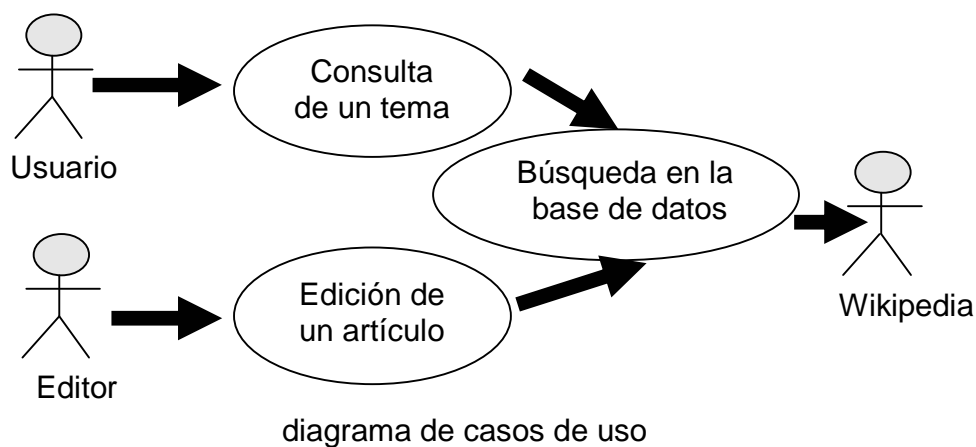 Consulta
de un tema
Usuario
Búsqueda en la
base de datos
Wikipedia
Edición de
un artículo
Editor
diagrama de casos de uso